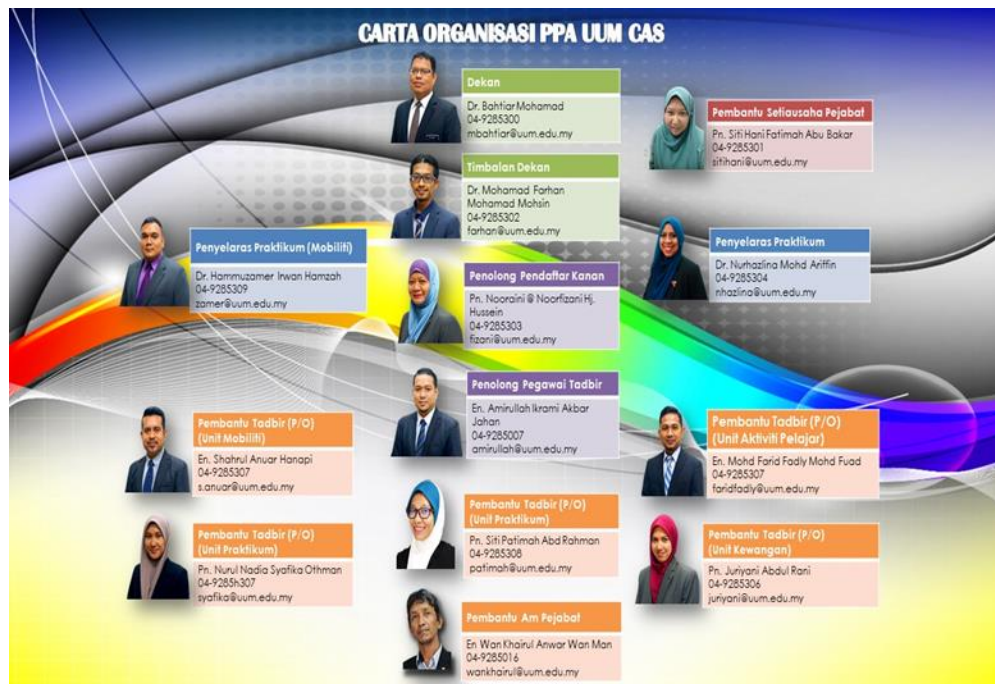 CARTA ORGANISASI PPA UUM CAS
Dekan
Dr. Bahtiar Mohamad
04-9285300
mbahtiar@uum.edu.my
Pembantu Setiausaha Pejabat
Pn. Siti Hani Fatimah Abu Bakar
04-9285301
sitihani@uum.edu.my
Timbalan Dekan
Dr. Mohamad Farhan
Mohamad Mohsin
04-9285302
farhan@uum.edu.my
Penyelaras Praktikum (Mobiliti)
Dr. Hammuzamer Irwan Hamzah
04-9285309
zamer@uum.edu.my
Penyelaras Praktikum
Dr. Nurhazlina Mohd Ariffin
04-9285304
nhazlina@uum.edu.my
Penolong Pendaftar Kanan
Pn. Nooraini @ Noorfizani Hj.
Hussein
04-9285303
fizani@uum.edu.my
Penolong Pegawai Tadbir
En. Amirullah Ikrami Akbar
Jahan
04-9285007
amirullah@uum.edu.my
Pembantu Tadbir (P/O)
(Unit Mobiliti)
En. Shahrul Anuar Hanapi
04-9285307
s.anuar@uum.edu.my
Pembantu Tadbir (P/O)
(Unit Aktiviti Pelajar)
En. Mohd Farid Fadly Mohd Fuad
04-9285307
faridfadly@uum.edu.my
Pembantu Tadbir (P/O)
(Unit Praktikum)
Pn. Siti Patimah Abd Rahman
04-9285308
patimah@uum.edu.my
Pembantu Tadbir (P/O)
(Unit Praktikum)
Pn. Nurul Nadia Syafika Othman
04-9285h307
syafika@uum.edu.my
Pembantu Tadbir (P/O)
(Unit Kewangan)
Pn. Juriyani Abdul Rani
04-9285306
juriyani@uum.edu.my
Pembantu Am Pejabat
En Wan Khairul Anwar Wan Man
04-9285016
wankhairul@uum.edu.my